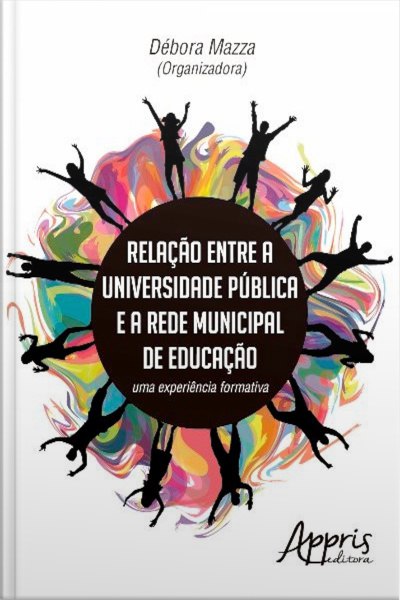 Débora Mazza
(Organizadora)
RELAÇÃO ENTRE A
UNIVERSIDADE PÚBLICA
E A REDE MUNICIPAL
DE EDUCAÇÃO
uma experiência formativa
Appris
editora